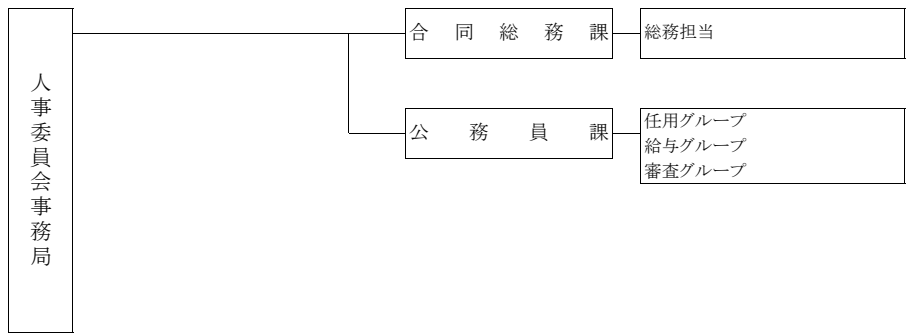 人事委員会事務局
合同総務課
総務担当
公務員課
任用グループ
給与グループ
審査グループ